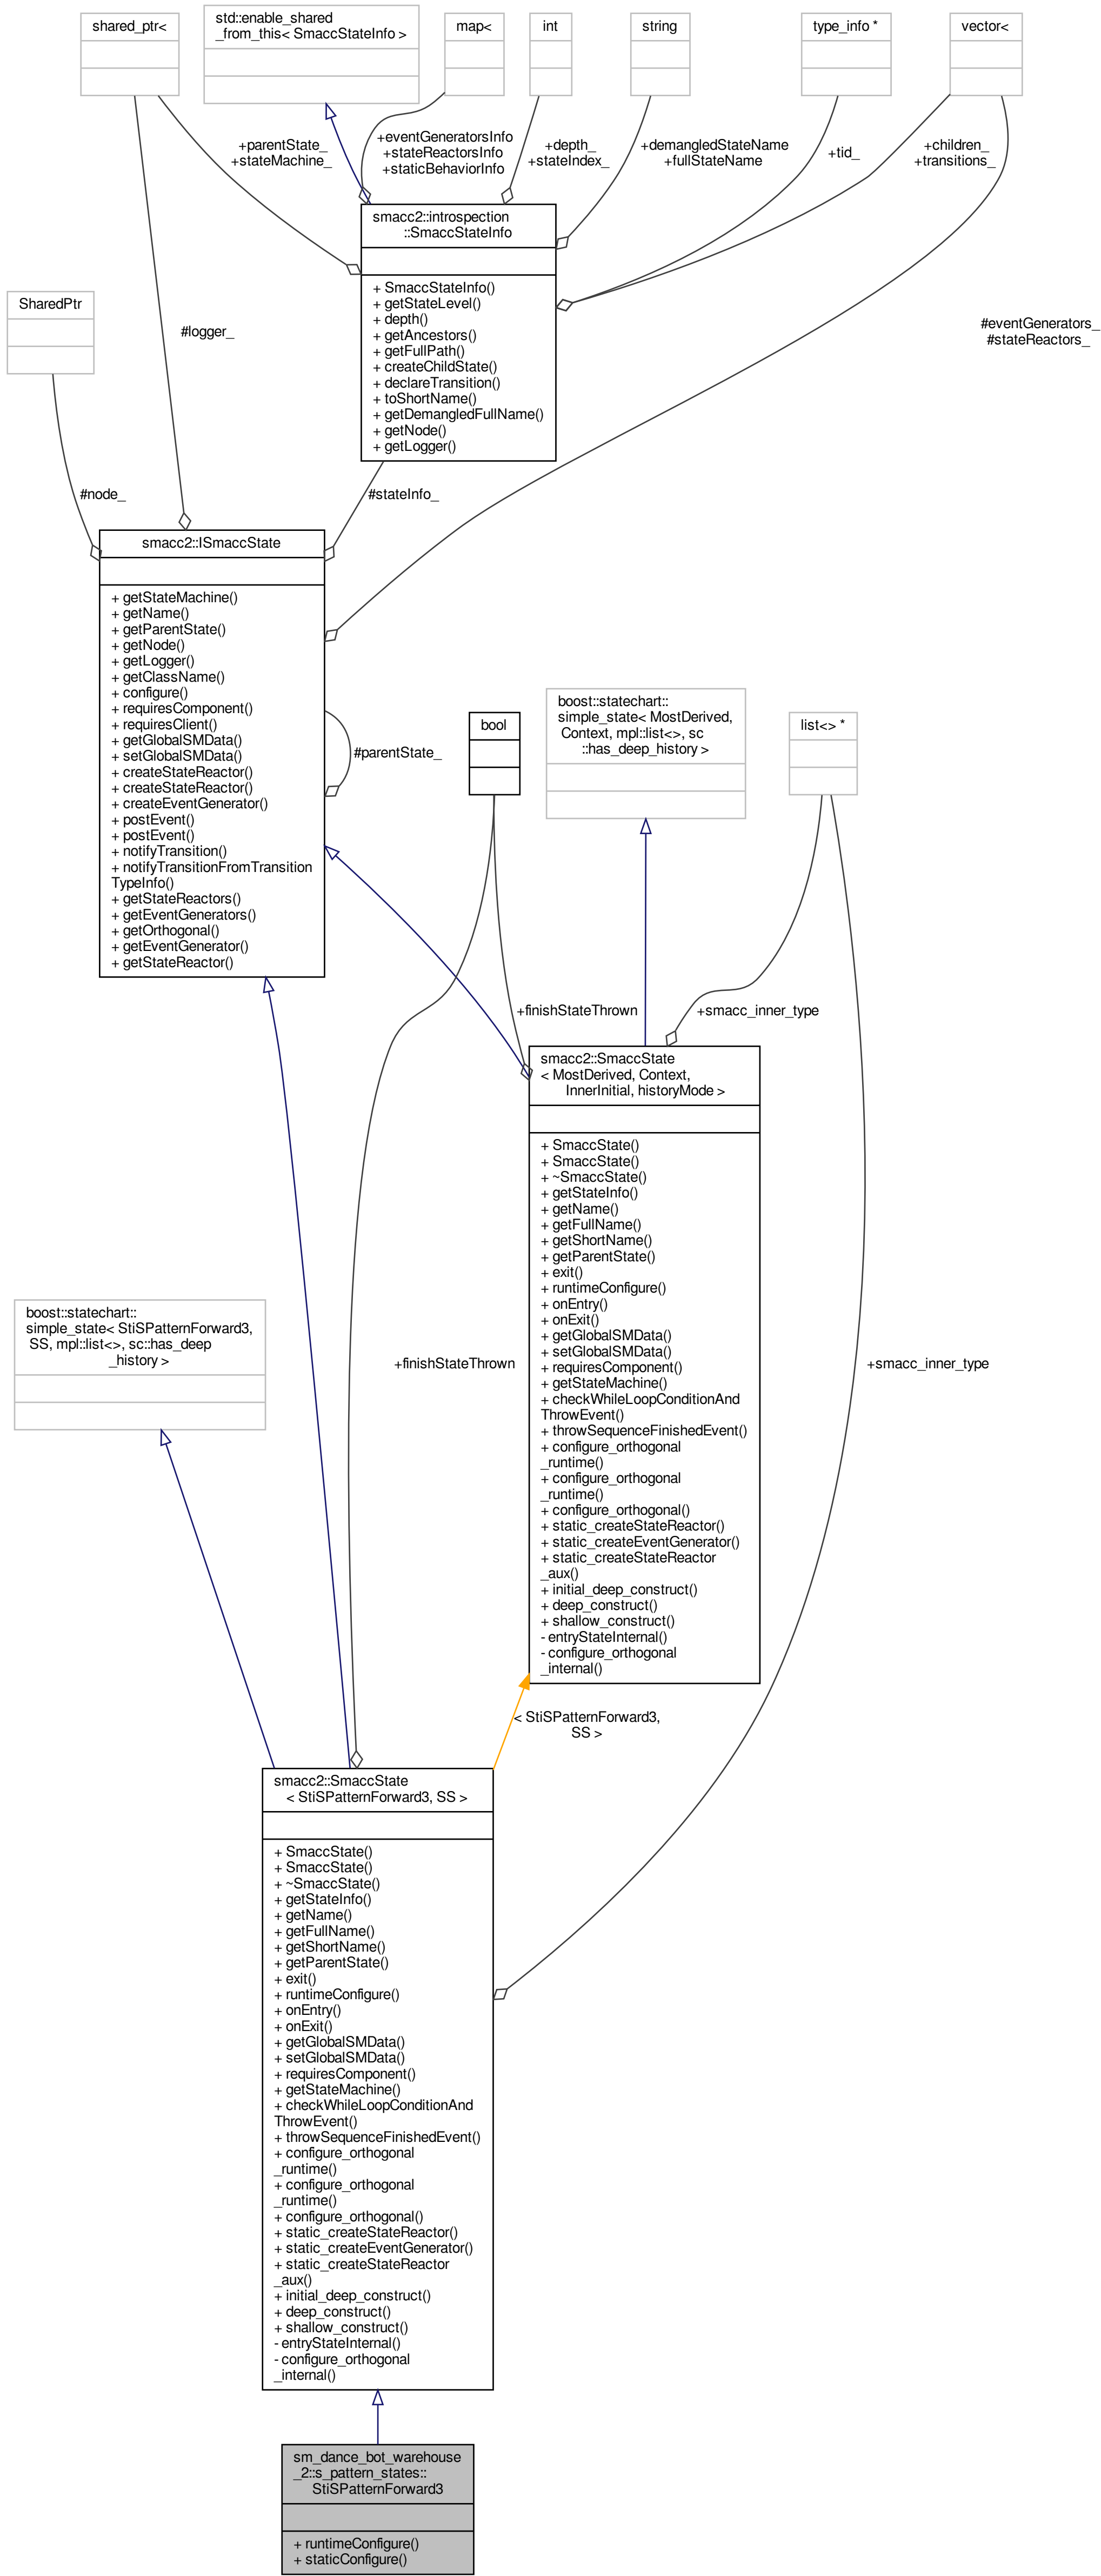 shared_ptr<
std::enable_shared
_from_this< SmaccStateInfo >
map<
int
string
type_info *
vector<
+parentState_
+stateMachine_
+eventGeneratorsInfo
+stateReactorsInfo
+staticBehaviorInfo
+depth_
+stateIndex_
+demangledStateName
+fullStateName
+tid_
+children_
+transitions_
smacc2::introspection
::SmaccStateInfo
+ SmaccStateInfo()
+ getStateLevel()
+ depth()
+ getAncestors()
+ getFullPath()
+ createChildState()
+ declareTransition()
+ toShortName()
+ getDemangledFullName()
+ getNode()
+ getLogger()
SharedPtr
#logger_
#eventGenerators_
#stateReactors_
#node_
#stateInfo_
smacc2::ISmaccState
+ getStateMachine()
+ getName()
+ getParentState()
+ getNode()
+ getLogger()
+ getClassName()
+ configure()
+ requiresComponent()
+ requiresClient()
+ getGlobalSMData()
+ setGlobalSMData()
+ createStateReactor()
+ createStateReactor()
+ createEventGenerator()
+ postEvent()
+ postEvent()
+ notifyTransition()
+ notifyTransitionFromTransition
TypeInfo()
+ getStateReactors()
+ getEventGenerators()
+ getOrthogonal()
+ getEventGenerator()
+ getStateReactor()
#parentState_
bool
boost::statechart::
simple_state< MostDerived,
Context, mpl::list<>, sc
::has_deep_history >
list<> *
+finishStateThrown
+smacc_inner_type
smacc2::SmaccState
< MostDerived, Context,
InnerInitial, historyMode >
+ SmaccState()
+ SmaccState()
+ ~SmaccState()
+ getStateInfo()
+ getName()
+ getFullName()
+ getShortName()
+ getParentState()
+ exit()
+ runtimeConfigure()
+ onEntry()
+ onExit()
+ getGlobalSMData()
+ setGlobalSMData()
+ requiresComponent()
+ getStateMachine()
+ checkWhileLoopConditionAnd
ThrowEvent()
+ throwSequenceFinishedEvent()
+ configure_orthogonal
_runtime()
+ configure_orthogonal
_runtime()
+ configure_orthogonal()
+ static_createStateReactor()
+ static_createEventGenerator()
+ static_createStateReactor
_aux()
+ initial_deep_construct()
+ deep_construct()
+ shallow_construct()
- entryStateInternal()
- configure_orthogonal
_internal()
boost::statechart::
simple_state< StiSPatternForward3,
SS, mpl::list<>, sc::has_deep
_history >
+finishStateThrown
+smacc_inner_type
< StiSPatternForward3,
SS >
smacc2::SmaccState
< StiSPatternForward3, SS >
+ SmaccState()
+ SmaccState()
+ ~SmaccState()
+ getStateInfo()
+ getName()
+ getFullName()
+ getShortName()
+ getParentState()
+ exit()
+ runtimeConfigure()
+ onEntry()
+ onExit()
+ getGlobalSMData()
+ setGlobalSMData()
+ requiresComponent()
+ getStateMachine()
+ checkWhileLoopConditionAnd
ThrowEvent()
+ throwSequenceFinishedEvent()
+ configure_orthogonal
_runtime()
+ configure_orthogonal
_runtime()
+ configure_orthogonal()
+ static_createStateReactor()
+ static_createEventGenerator()
+ static_createStateReactor
_aux()
+ initial_deep_construct()
+ deep_construct()
+ shallow_construct()
- entryStateInternal()
- configure_orthogonal
_internal()
sm_dance_bot_warehouse
_2::s_pattern_states::
StiSPatternForward3
+ runtimeConfigure()
+ staticConfigure()